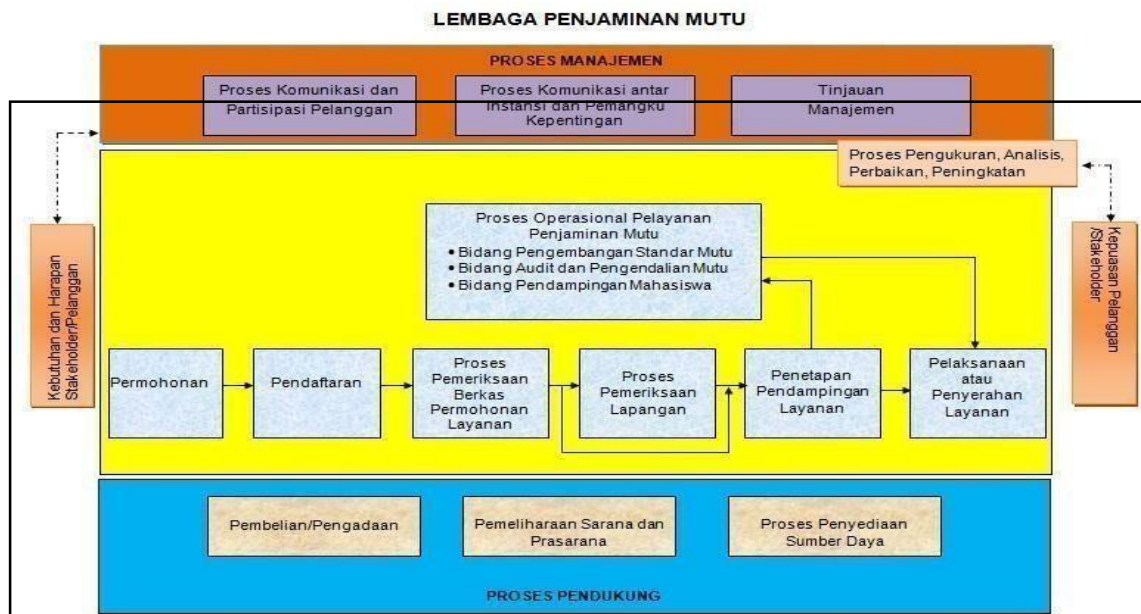 LEMBAGA PENJAMINAN MUTU
PROSES MANAJEMEN
Proses Komunikasi dan
Partisipasi Pelanggan
Proses Komunikasi antar
Instansi dan Pemangku
Kepentingan
Tinjauan
Manajemen
Proses Pengukuran, Analisis,
Perbaikan, Peningkatan
Kebutuhan dan Harapan
Stakeholder/Pelanggan
Proses Operasional Pelayanan
Penjaminan Mutu
• Bidang Pengembangan Standar Mutu
• Bidang Audit dan Pengendalian Mutu
• Bidang Pendampingan Mahasiswa
Kepuasan Pelanggan
/Stakeholder
Permohonan
Pendaftaran
Proses
Pemeriksaan
Berkas
Permohonan
Layanan
Proses
Pemeriksaan
Lapangan
Penetapan
Pendampingan
Layanan
Pelaksanaan
atau
Penyerahan
Layanan
Pembelian/Pengadaan
Pemeliharaan Sarana dan
Prasarana
Proses Penyediaan
Sumber Daya
PROSES PENDUKUNG